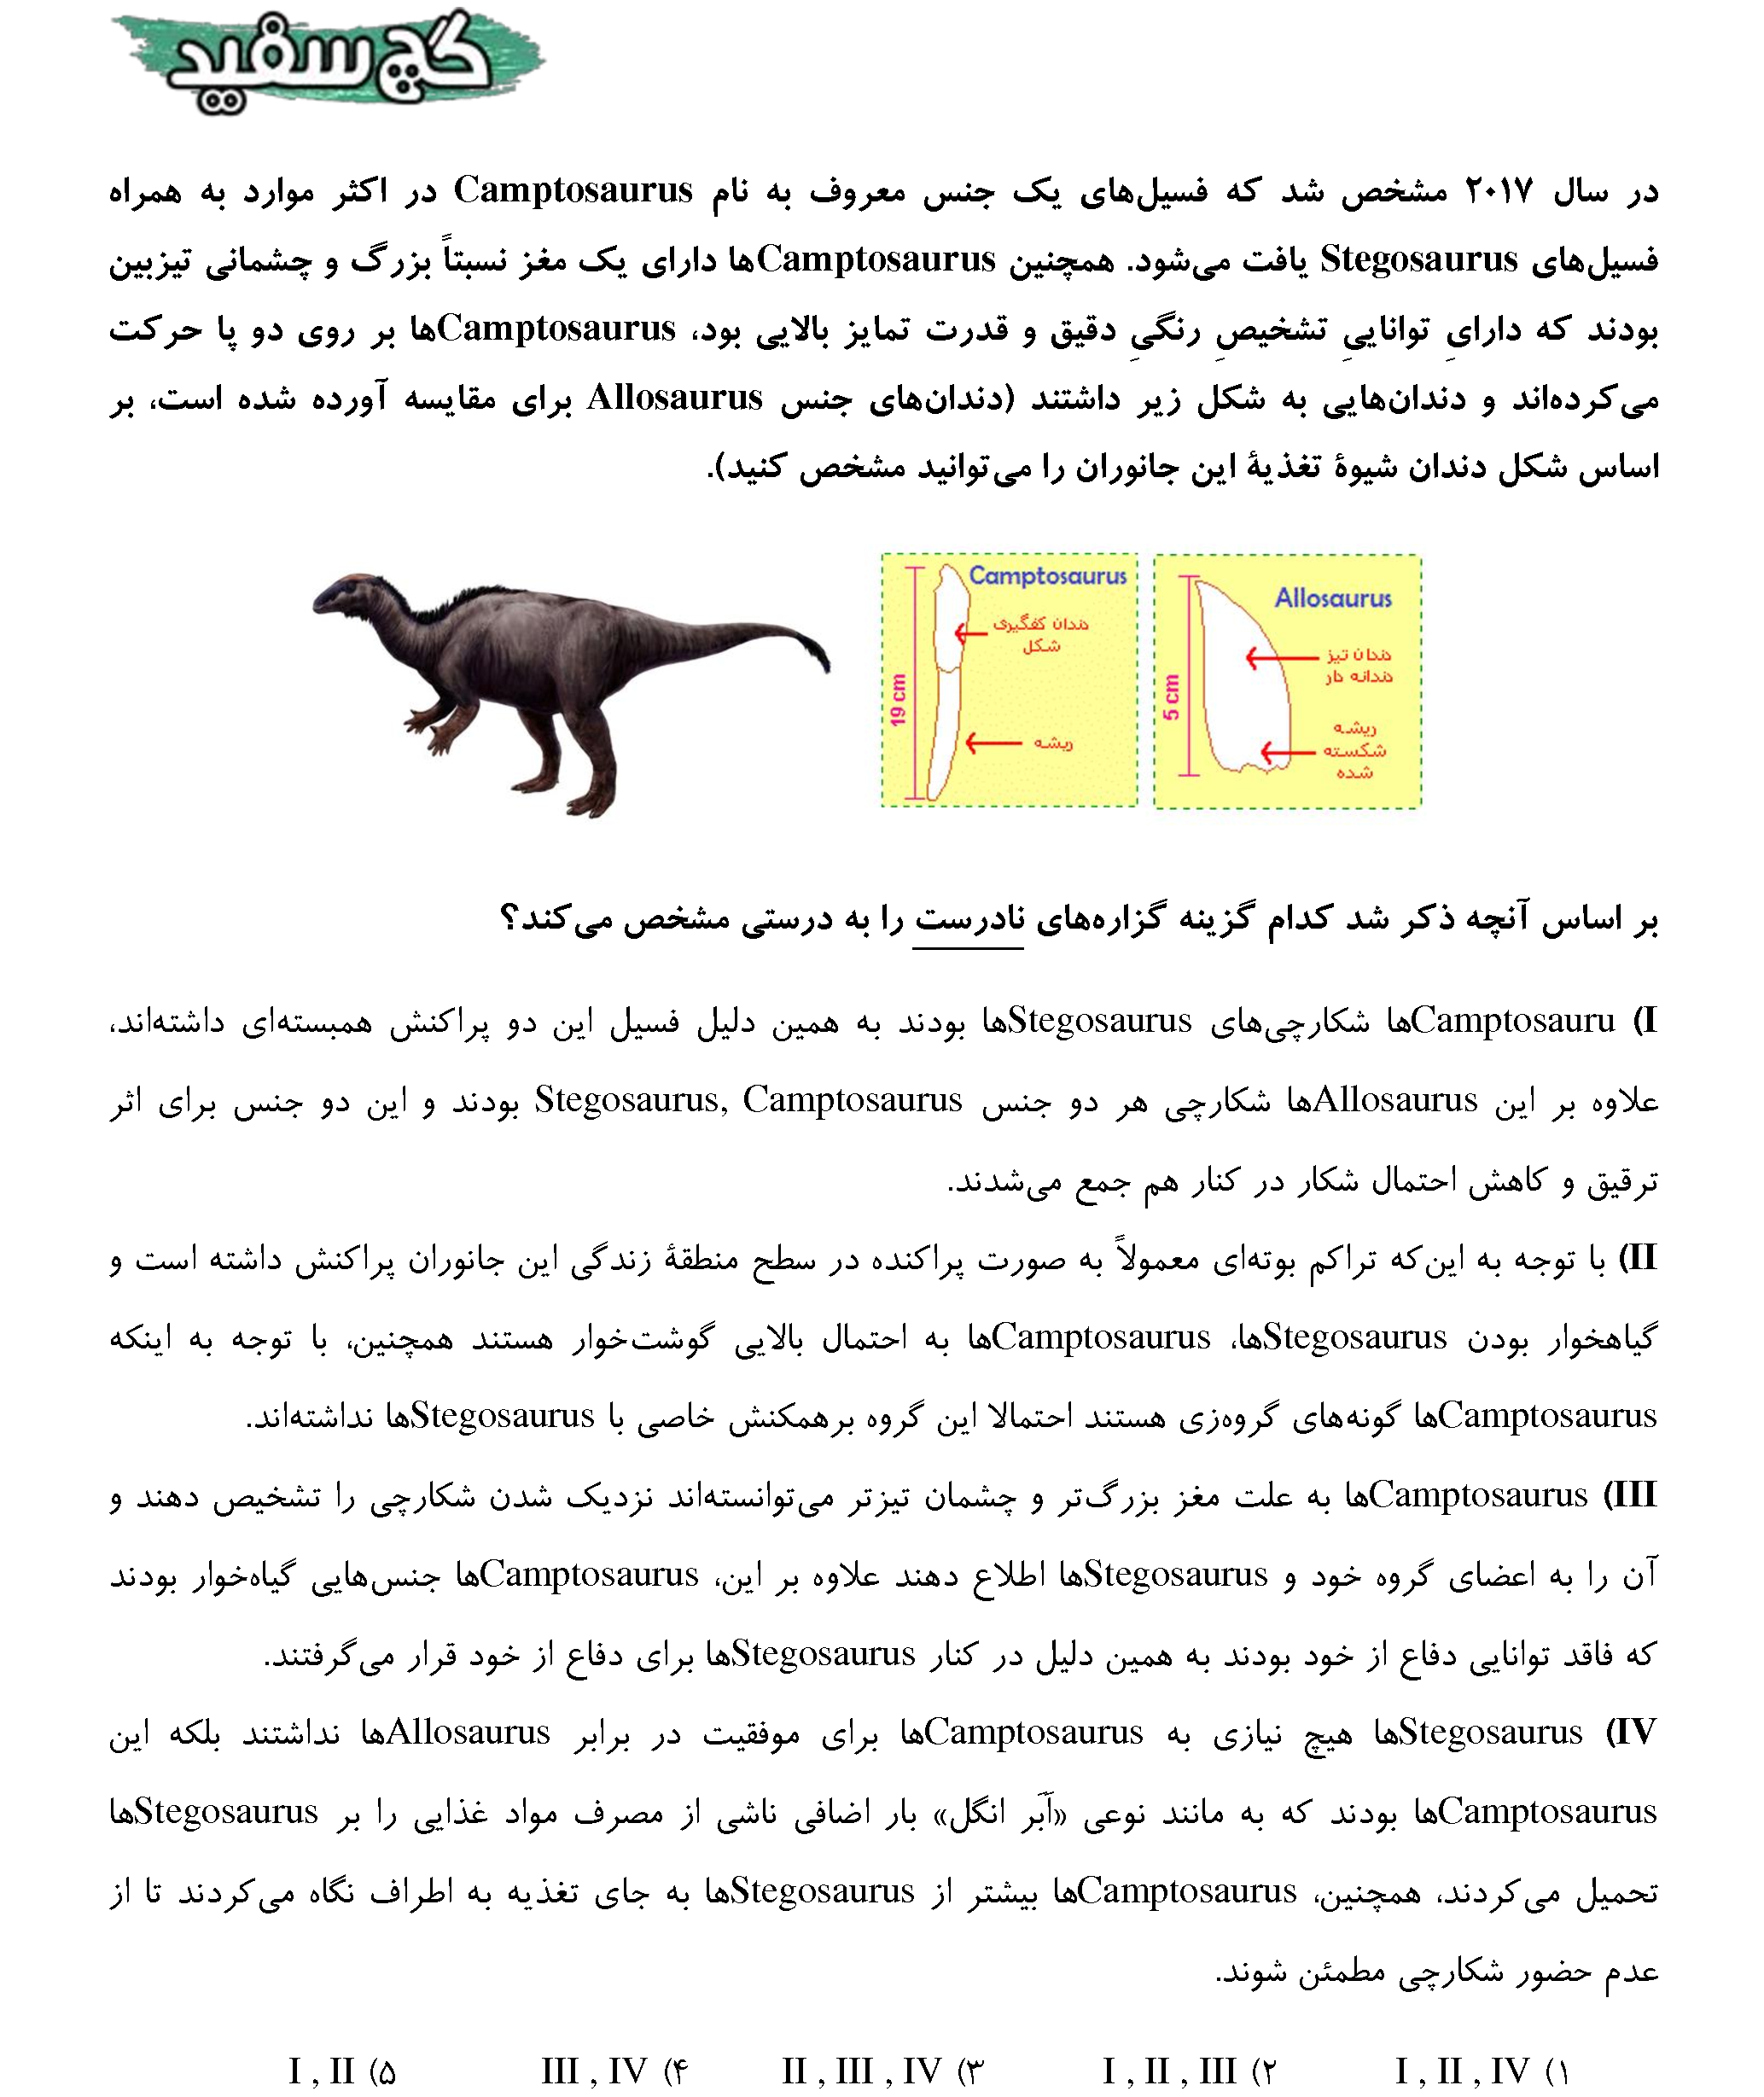 گچ سفید
در سال ۲۰۱۷ مشخص شد که فسیل‌های یک جنس معروف به نام Camptosaurus در اکثر موارد به همراه
فسیل‌های Stegosaurus یافت می‌شود. همچنین Camptosaurusها دارای یک مغز نسبتاً بزرگ و چشمانی تیزبین
بودند که دارایِ تواناییِ تشخیصِ رنگیِ دقیق و قدرت تمایز بالایی بود، Camptosaurusها بر روی دو پا حرکت
می‌کرده‌اند و دندان‌هایی به شکل زیر داشتند (دندان‌های جنس Allosaurus برای مقایسه آورده شده است، بر
اساس شکل دندان شیوهٔ تغذیهٔ این جانوران را می‌توانید مشخص کنید).
Allosaurus
دندان تیز
دندانه دار
ریشه
شکسته
شده
5 cm
Camptosaurus
دندان کفگیری
شکل
ریشه
19 cm
بر اساس آنچه ذکر شد کدام گزینه گزاره‌های نادرست را به درستی مشخص می‌کند؟
I) Camptosauruها شکارچی‌های Stegosaurusها بودند به همین دلیل فسیل این دو پراکنش همبسته‌ای داشته‌اند،
علاوه بر این Allosaurusها شکارچی هر دو جنس Stegosaurus, Camptosaurus بودند و این دو جنس برای اثر
ترقیق و کاهش احتمال شکار در کنار هم جمع می‌شدند.
II) با توجه به این‌که تراکم بوته‌ای معمولاً به صورت پراکنده در سطح منطقهٔ زندگی این جانوران پراکنش داشته است و
گیاهخوار بودن Stegosaurusها، Camptosaurusها به احتمال بالایی گوشت‌خوار هستند همچنین، با توجه به اینکه
Camptosaurusها گونه‌های گروه‌زی هستند احتمالا این گروه برهمکنش خاصی با Stegosaurusها نداشته‌اند.
III) Camptosaurusها به علت مغز بزرگ‌تر و چشمان تیزتر می‌توانسته‌اند نزدیک شدن شکارچی را تشخیص دهند و
آن را به اعضای گروه خود و Stegosaurusها اطلاع دهند علاوه بر این، Camptosaurusها جنس‌هایی گیاه‌خوار بودند
که فاقد توانایی دفاع از خود بودند به همین دلیل در کنار Stegosaurusها برای دفاع از خود قرار می‌گرفتند.
IV) Stegosaurusها هیچ نیازی به Camptosaurusها برای موفقیت در برابر Allosaurusها نداشتند بلکه این
Camptosaurusها بودند که به مانند نوعی «اَبَر انگل» بار اضافی ناشی از مصرف مواد غذایی را بر Stegosaurusها
تحمیل می‌کردند، همچنین، Camptosaurusها بیشتر از Stegosaurusها به جای تغذیه به اطراف نگاه می‌کردند تا از
عدم حضور شکارچی مطمئن شوند.
۱) I , II , IV ۲) I , II , III ۳) II , III , IV ۴) III , IV ۵) I , II